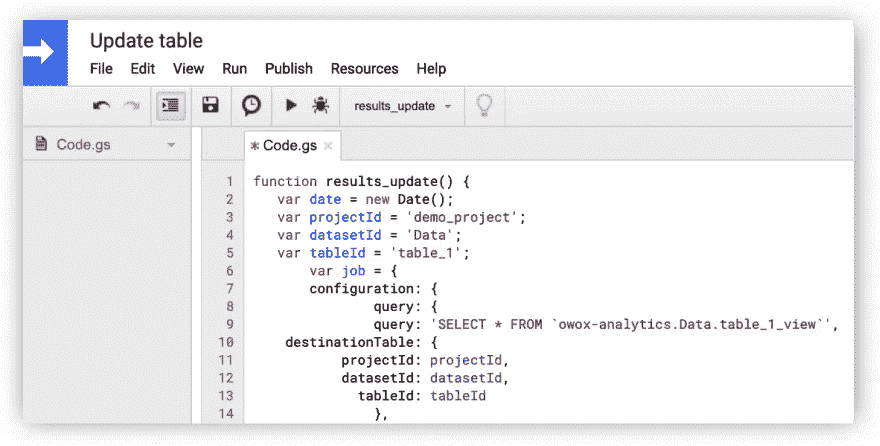 Update table
File Edit View Run Publish Resources Help
results_update
Code.gs
* Code.gs ×
1 function results_update() {
2 var date = new Date();
3 var projectId = 'demo_project';
4 var datasetId = 'Data';
5 var tableId = 'table_1';
6 var job = {
7 configuration: {
8 query: {
9 query: 'SELECT * FROM `owox-analytics.Data.table_1_view`',
10 destinationTable: {
11 projectId: projectId,
12 datasetId: datasetId,
13 tableId: tableId
14 },